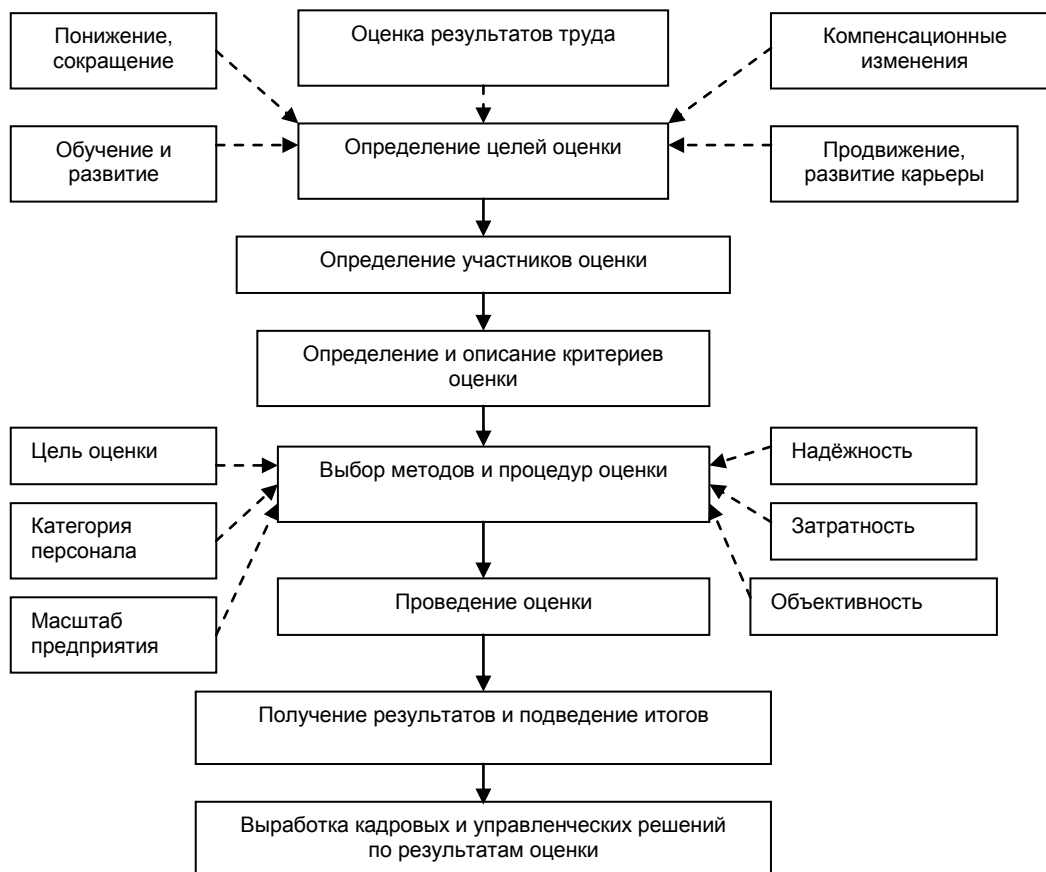 Понижение,
сокращение
Оценка результатов труда
Компенсационные
изменения
Обучение и
развитие
Определение целей оценки
Продвижение,
развитие карьеры
Определение участников оценки
Определение и описание критериев
оценки
Цель оценки
Выбор методов и процедур оценки
Надёжность
Категория
персонала
Затратность
Масштаб
предприятия
Проведение оценки
Объективность
Получение результатов и подведение итогов
Выработка кадровых и управленческих решений
по результатам оценки